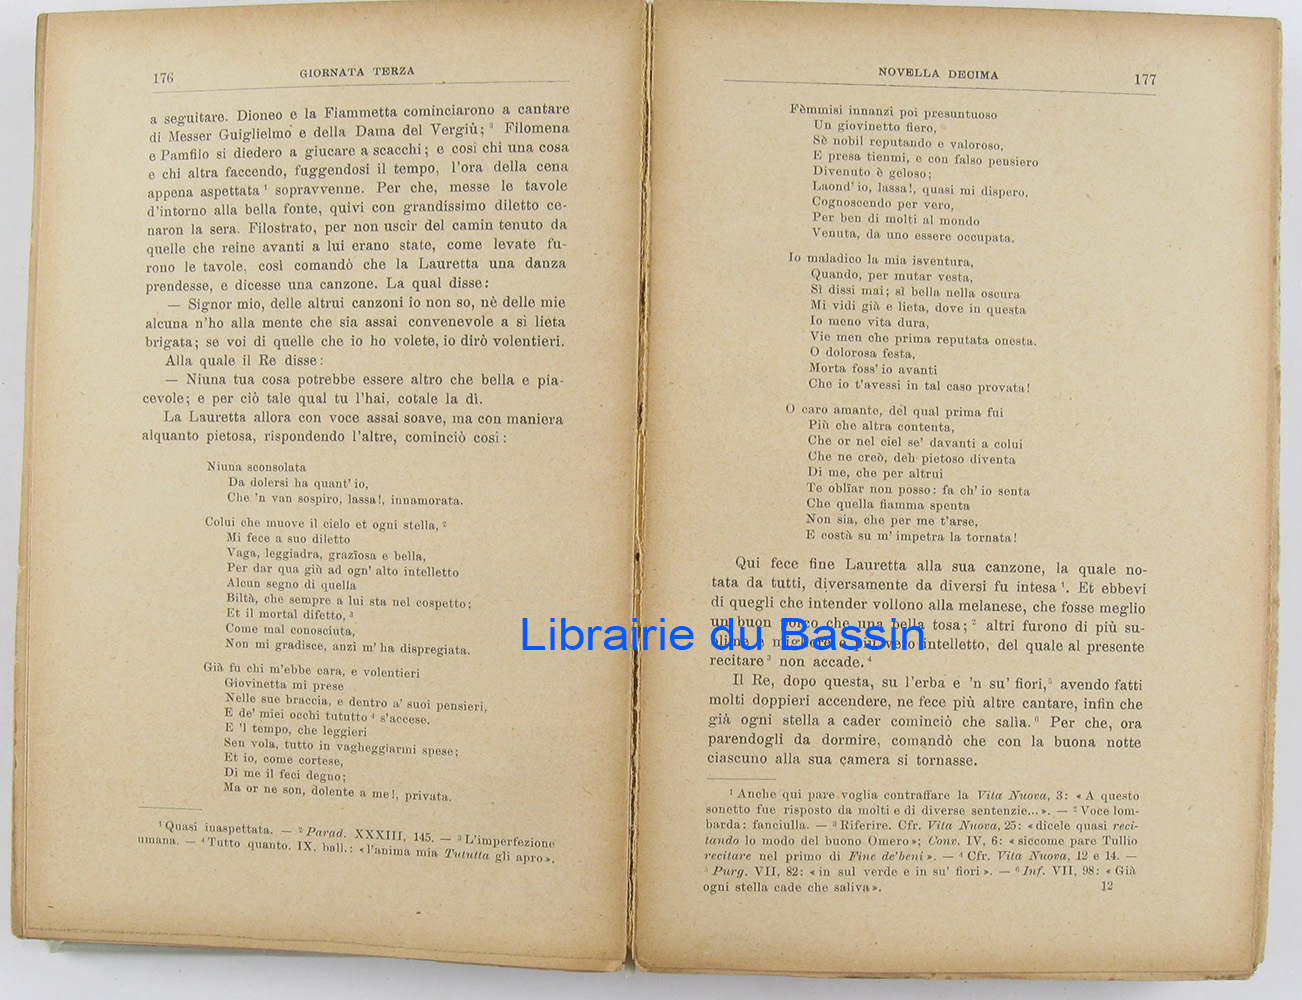 176
GIORNATA TERZA
a seguitare. Dioneo e la Fiammetta cominciarono a cantare
di Messer Guiglielmo e della Dama del Vergiù; ³ Filomena
e Pamfilo si diedero a giucare a scacchi; e così chi una cosa
e chi altra faccendo, fuggendosi il tempo, l'ora della cena
appena aspettata ¹ sopravvenne. Per che, messe le tavole
d'intorno alla bella fonte, quivi con grandissimo diletto ce-
naron la sera. Filostrato, per non uscir del camin tenuto da
quelle che reine avanti a lui erano state, come levate fu-
rono le tavole, così comandò che la Lauretta una danza
prendesse, e dicesse una canzone. La qual disse:
— Signor mio, delle altrui canzoni io non so, nè delle mie
alcuna n'ho alla mente che sia assai convenevole a sì lieta
brigata; se voi di quelle che io ho volete, io dirò volentieri.
Alla quale il Re disse:
— Niuna tua cosa potrebbe essere altro che bella e pia-
cevole; e per ciò tale qual tu l'hai, cotale la dì.
La Lauretta allora con voce assai soave, ma con maniera
alquanto pietosa, rispondendo l'altre, cominciò così:
Niuna sconsolata
Da dolersi ha quant' io,
Che 'n van sospiro, lassa!, innamorata.
Colui che muove il cielo et ogni stella, ²
Mi fece a suo diletto
Vaga, leggiadra, grazïosa e bella,
Per dar qua giù ad ogn' alto intelletto
Alcun segno di quella
Biltà, che sempre a lui sta nel cospetto;
Et il mortal difetto, ³
Come mal conosciuta,
Non mi gradisce, anzi m' ha dispregiata.
Già fu chi m'ebbe cara, e volentieri
Giovinetta mi prese
Nelle sue braccia, e dentro a' suoi pensieri,
E de' miei occhi tututto ⁴ s'accese.
E 'l tempo, che leggieri
Sen vola, tutto in vagheggiarmi spese;
Et io, come cortese,
Di me il feci degno;
Ma or ne son, dolente a me!, privata.
¹ Quasi inaspettata. — ² Parad. XXXIII, 145. — ³ L'imperfezione
umana. — ⁴ Tutto quanto. IX, ball.: «l'anima mia Tututta gli apro».
NOVELLA DECIMA
177
Fèmmisi innanzi poi presuntuoso
Un giovinetto fiero,
Sè nobil reputando e valoroso,
E presa tienmi, e con falso pensiero
Divenuto è geloso;
Laond' io, lassa!, quasi mi dispero,
Cognoscendo per vero,
Per ben di molti al mondo
Venuta, da uno essere occupata.
Io maladico la mia isventura,
Quando, per mutar vesta,
Sì dissi mai; sì bella nella oscura
Mi vidi già e lieta, dove in questa
Io meno vita dura,
Vie men che prima reputata onesta.
O dolorosa festa,
Morta foss' io avanti
Che io t'avessi in tal caso provata!
O caro amante, del qual prima fui
Più che altra contenta,
Che or nel ciel se' davanti a colui
Che ne creò, deh pietoso diventa
Di me, che per altrui
Te oblïar non posso: fa ch' io senta
Che quella fiamma spenta
Non sia, che per me t'arse,
E costà su m' impetra la tornata!
Qui fece fine Lauretta alla sua canzone, la quale no-
tata da tutti, diversamente da diversi fu intesa ¹. Et ebbevi
di quegli che intender vollono alla melanese, che fosse meglio
un buon porco che una bella tosa; ² altri furono di più su-
blime e migliore e più vero intelletto, del quale al presente
recitare ³ non accade. ⁴
Il Re, dopo questa, su l'erba e 'n su' fiori, ⁵ avendo fatti
molti doppieri accendere, ne fece più altre cantare, infin che
già ogni stella a cader cominciò che salia. ⁶ Per che, ora
parendogli da dormire, comandò che con la buona notte
ciascuno alla sua camera si tornasse.
¹ Anche qui pare voglia contraffare la Vita Nuova, 3: «A questo
sonetto fue risposto da molti e di diverse sentenzie...». — ² Voce lom-
barda: fanciulla. — ³ Riferire. Cfr. Vita Nuova, 25: «dicele quasi reci-
tando lo modo del buono Omero»; Conv. IV, 6: «siccome pare Tullio
recitare nel primo di Fine de'beni». — ⁴ Cfr. Vita Nuova, 12 e 14. —
⁵ Purg. VII, 82: «in sul verde e in su' fiori». — ⁶ Inf. VII, 98: «Già
ogni stella cade che saliva».
12
Librairie du Bassin